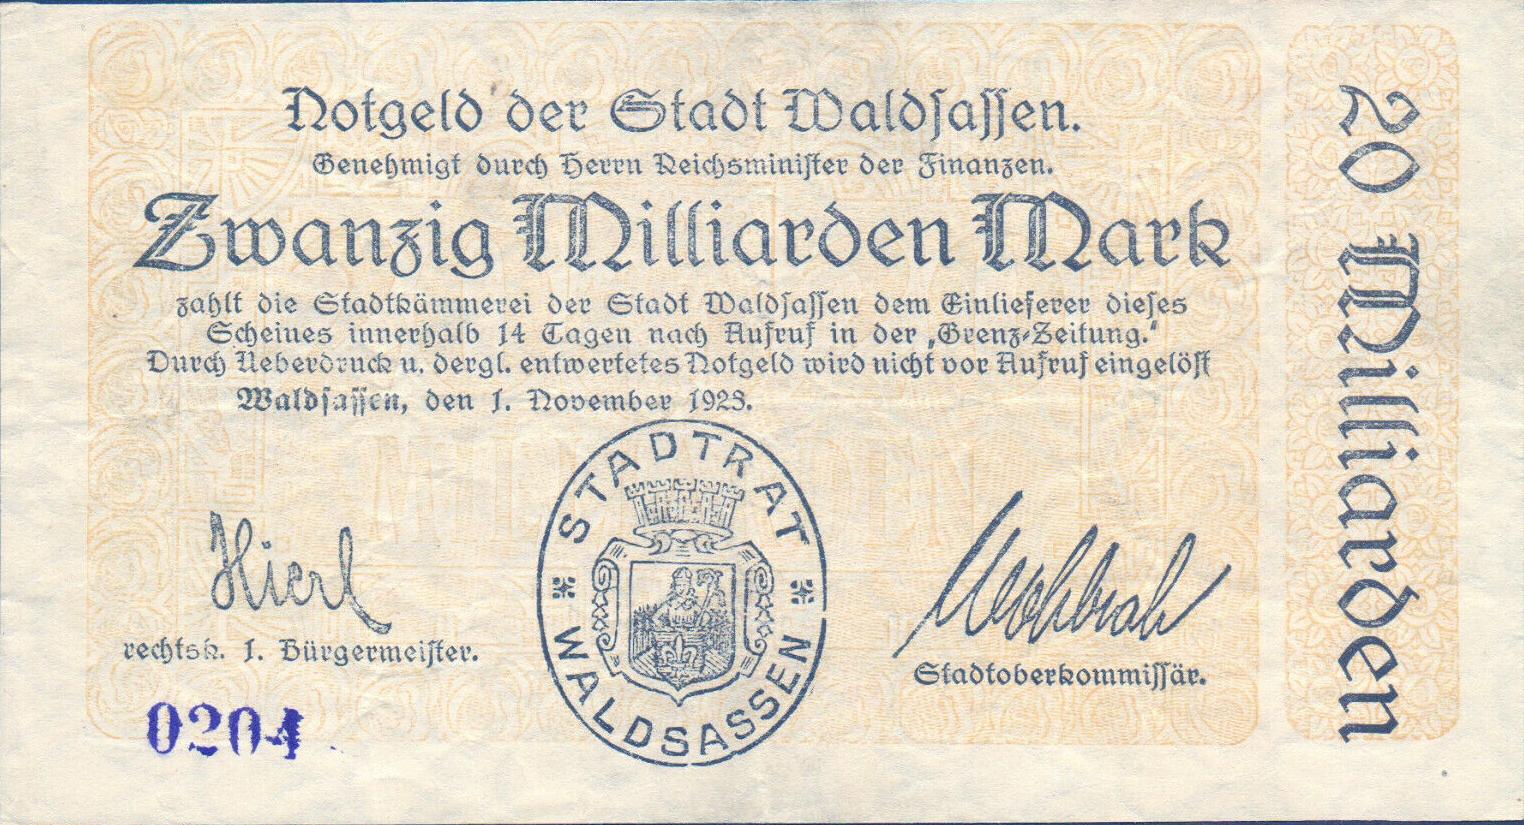 Notgeld der Stadt Waldsassen.
Genehmigt durch Herrn Reichsminister der Finanzen.
Zwanzig Milliarden Mark
zahlt die Stadtkämmerei der Stadt Waldsassen dem Einlieferer dieses
Scheines innerhalb 14 Tagen nach Aufruf in der „Grenz-Zeitung.“
Durch Ueberdruck u. dergl. entwertetes Notgeld wird nicht vor Aufruf eingelöst
Waldsassen, den 1. November 1923.
STADTRAT
WALDSASSEN
Hierl
rechtsk. 1. Bürgermeister.
Stadtoberkommissär.
0204
20 Milliarden